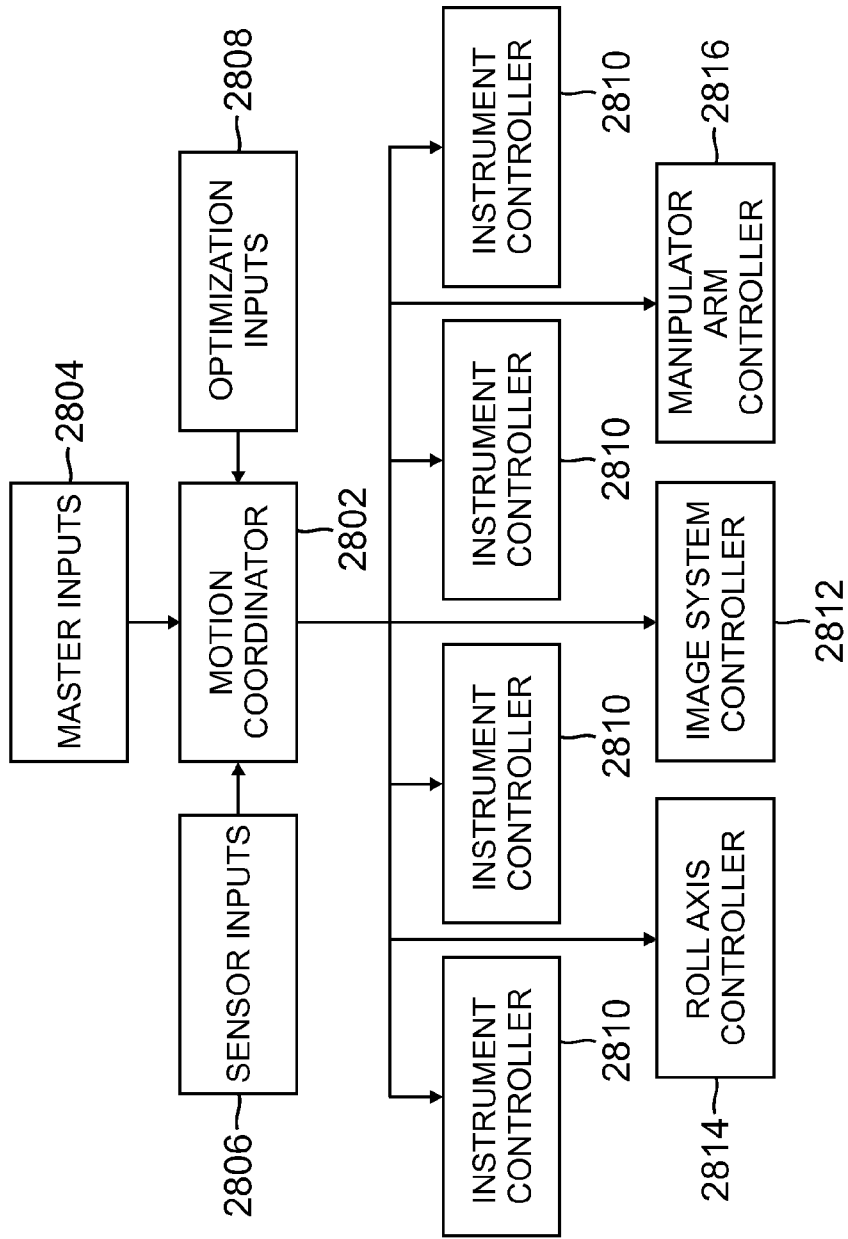 2804
MASTER INPUTS
2806
SENSOR INPUTS
MOTION
COORDINATOR
2802
OPTIMIZATION
INPUTS
2808
INSTRUMENT
CONTROLLER
2810
INSTRUMENT
CONTROLLER
2810
INSTRUMENT
CONTROLLER
2810
INSTRUMENT
CONTROLLER
2810
ROLL AXIS
CONTROLLER
2814
IMAGE SYSTEM
CONTROLLER
2812
MANIPULATOR
ARM
CONTROLLER
2816